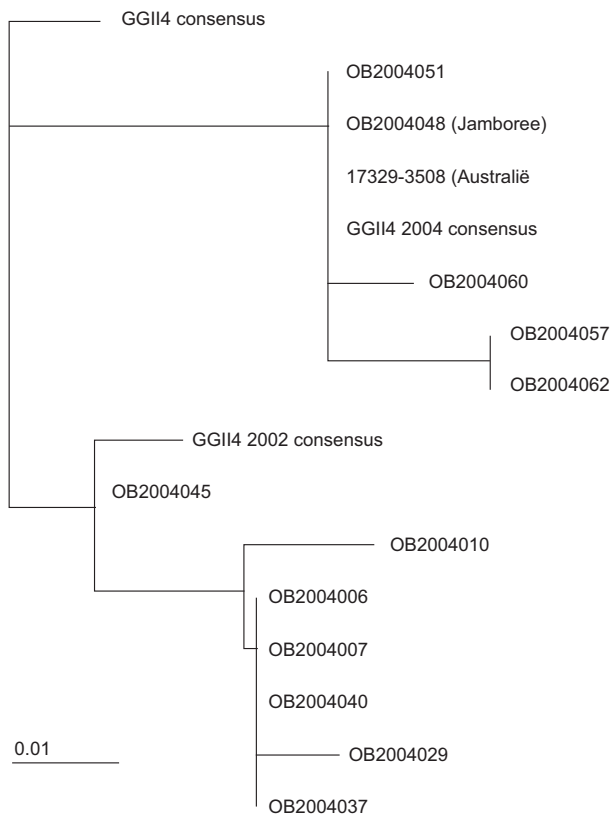 GGII4 consensus
OB2004051
OB2004048 (Jamboree)
17329-3508 (Australië
GGII4 2004 consensus
OB2004060
OB2004057
OB2004062
GGII4 2002 consensus
OB2004045
OB2004010
OB2004006
OB2004007
OB2004040
OB2004029
OB2004037
0.01